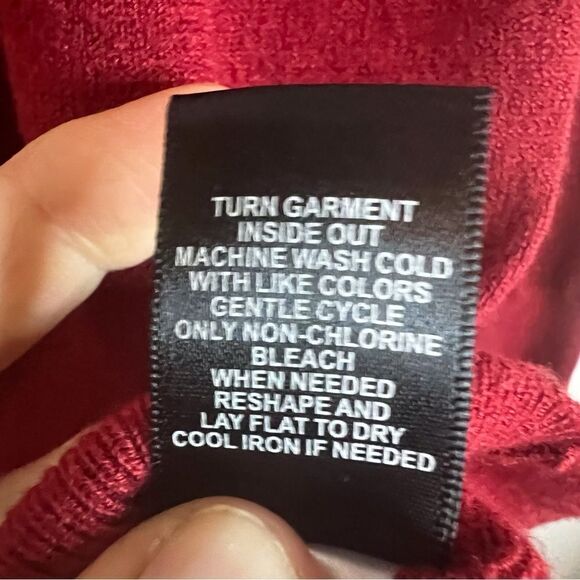 TURN GARMENT
INSIDE OUT
MACHINE WASH COLD
WITH LIKE COLORS
GENTLE CYCLE
ONLY NON-CHLORINE
BLEACH
WHEN NEEDED
RESHAPE AND
LAY FLAT TO DRY
COOL IRON IF NEEDED